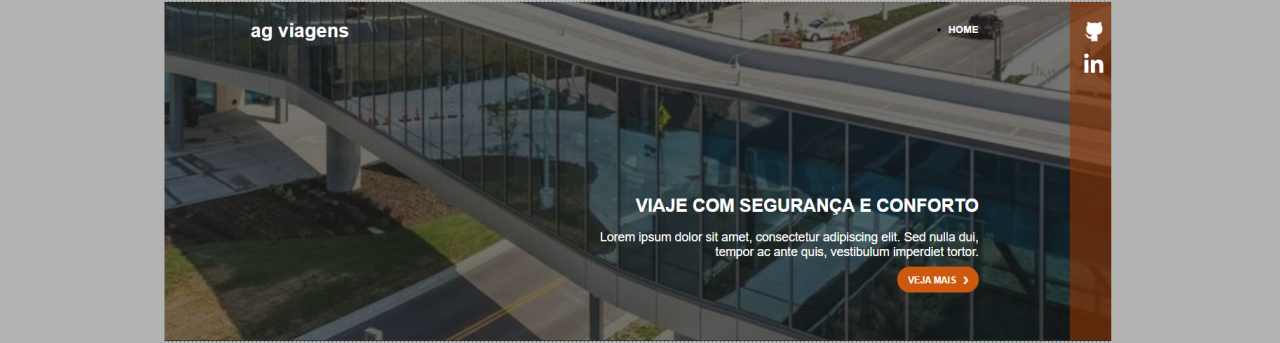 ag viagens
HOME
in
VIAJE COM SEGURANÇA E CONFORTO
Lorem ipsum dolor sit amet, consectetur adipiscing elit. Sed nulla dui,
tempor ac ante quis, vestibulum imperdiet tortor.
VEJA MAIS